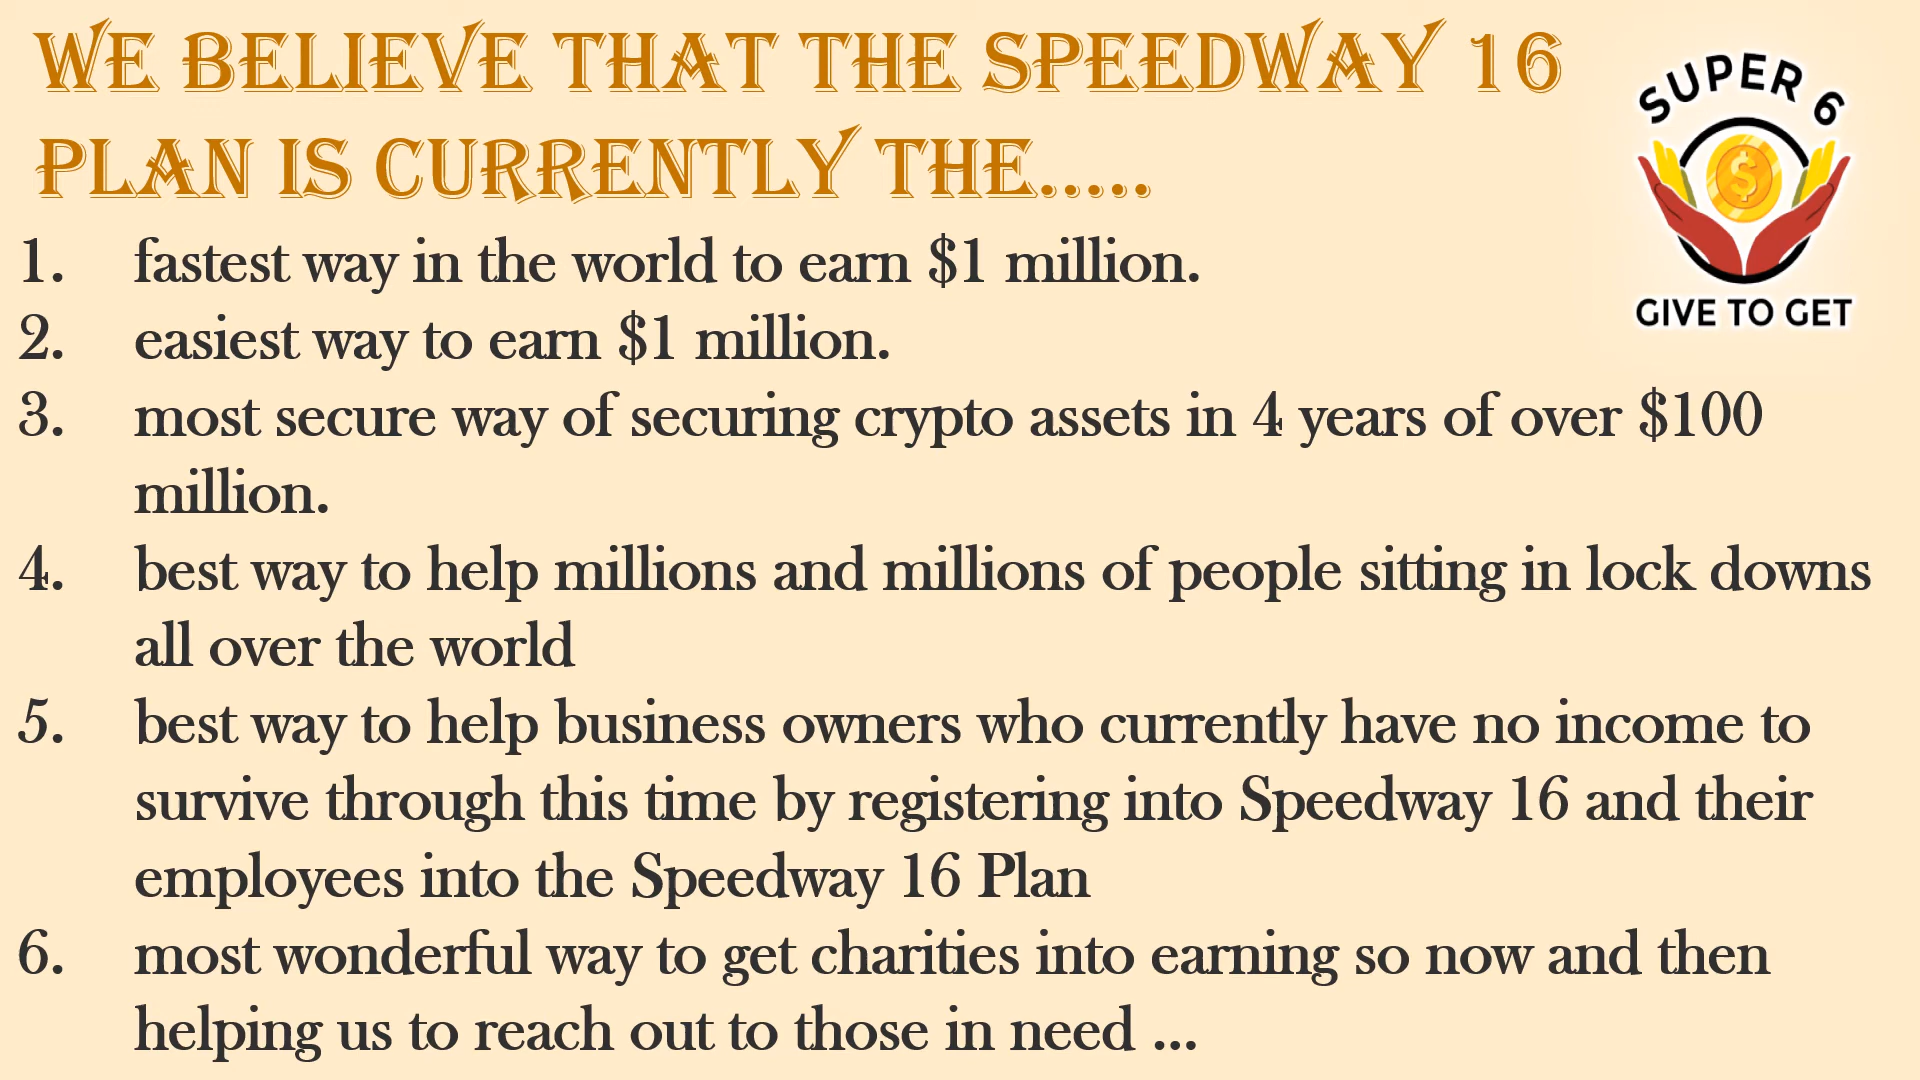 WE BELIEVE THAT THE SPEEDWAY 16
PLAN IS CURRENTLY THE.....
SUPER 6
$
GIVE TO GET
1. fastest way in the world to earn $1 million.
2. easiest way to earn $1 million.
3. most secure way of securing crypto assets in 4 years of over $100
million.
4. best way to help millions and millions of people sitting in lock downs
all over the world
5. best way to help business owners who currently have no income to
survive through this time by registering into Speedway 16 and their
employees into the Speedway 16 Plan
6. most wonderful way to get charities into earning so now and then
helping us to reach out to those in need ...